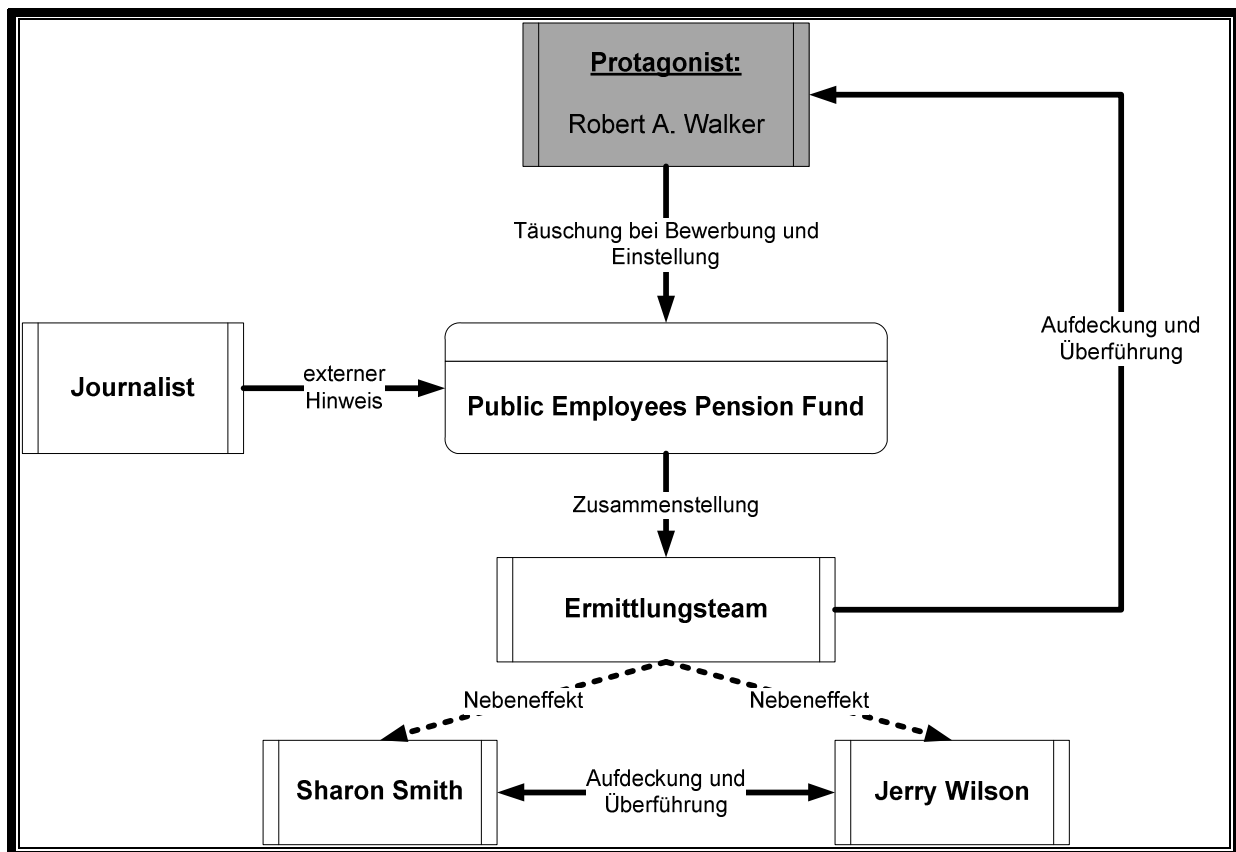 Protagonist:
Robert A. Walker
Täuschung bei Bewerbung und
Einstellung
Aufdeckung und
Überführung
Journalist
externer
Hinweis
Public Employees Pension Fund
Zusammenstellung
Ermittlungsteam
Nebeneffekt
Nebeneffekt
Sharon Smith
Aufdeckung und
Überführung
Jerry Wilson